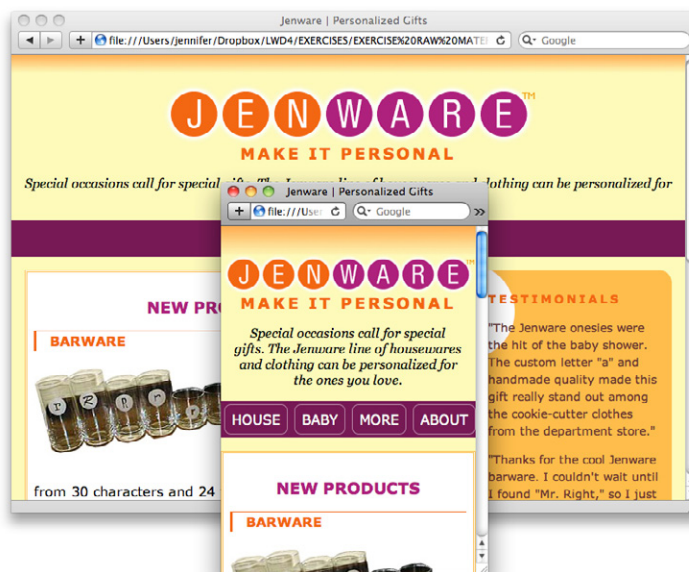 Jenware | Personalized Gifts
file:///Users/jennifer/Dropbox/LWD4/EXERCISES/EXERCISE%20RAW%20MATE
Google
JENWARE™
MAKE IT PERSONAL
Special occasions call for special
clothing can be personalized for
NEW PRO
BARWARE
from 30 characters and 24
TESTIMONIALS
"The Jenware onesies were
the hit of the baby shower.
The custom letter "a" and
handmade quality made this
gift really stand out among
the cookie-cutter clothes
from the department store."
"Thanks for the cool Jenware
barware. I couldn't wait until
I found "Mr. Right," so I just
Jenware | Personalized Gifts
file:///User
Google
JENWARE™
MAKE IT PERSONAL
Special occasions call for special
gifts. The Jenware line of housewares
and clothing can be personalized for
the ones you love.
HOUSE BABY MORE ABOUT
NEW PRODUCTS
BARWARE